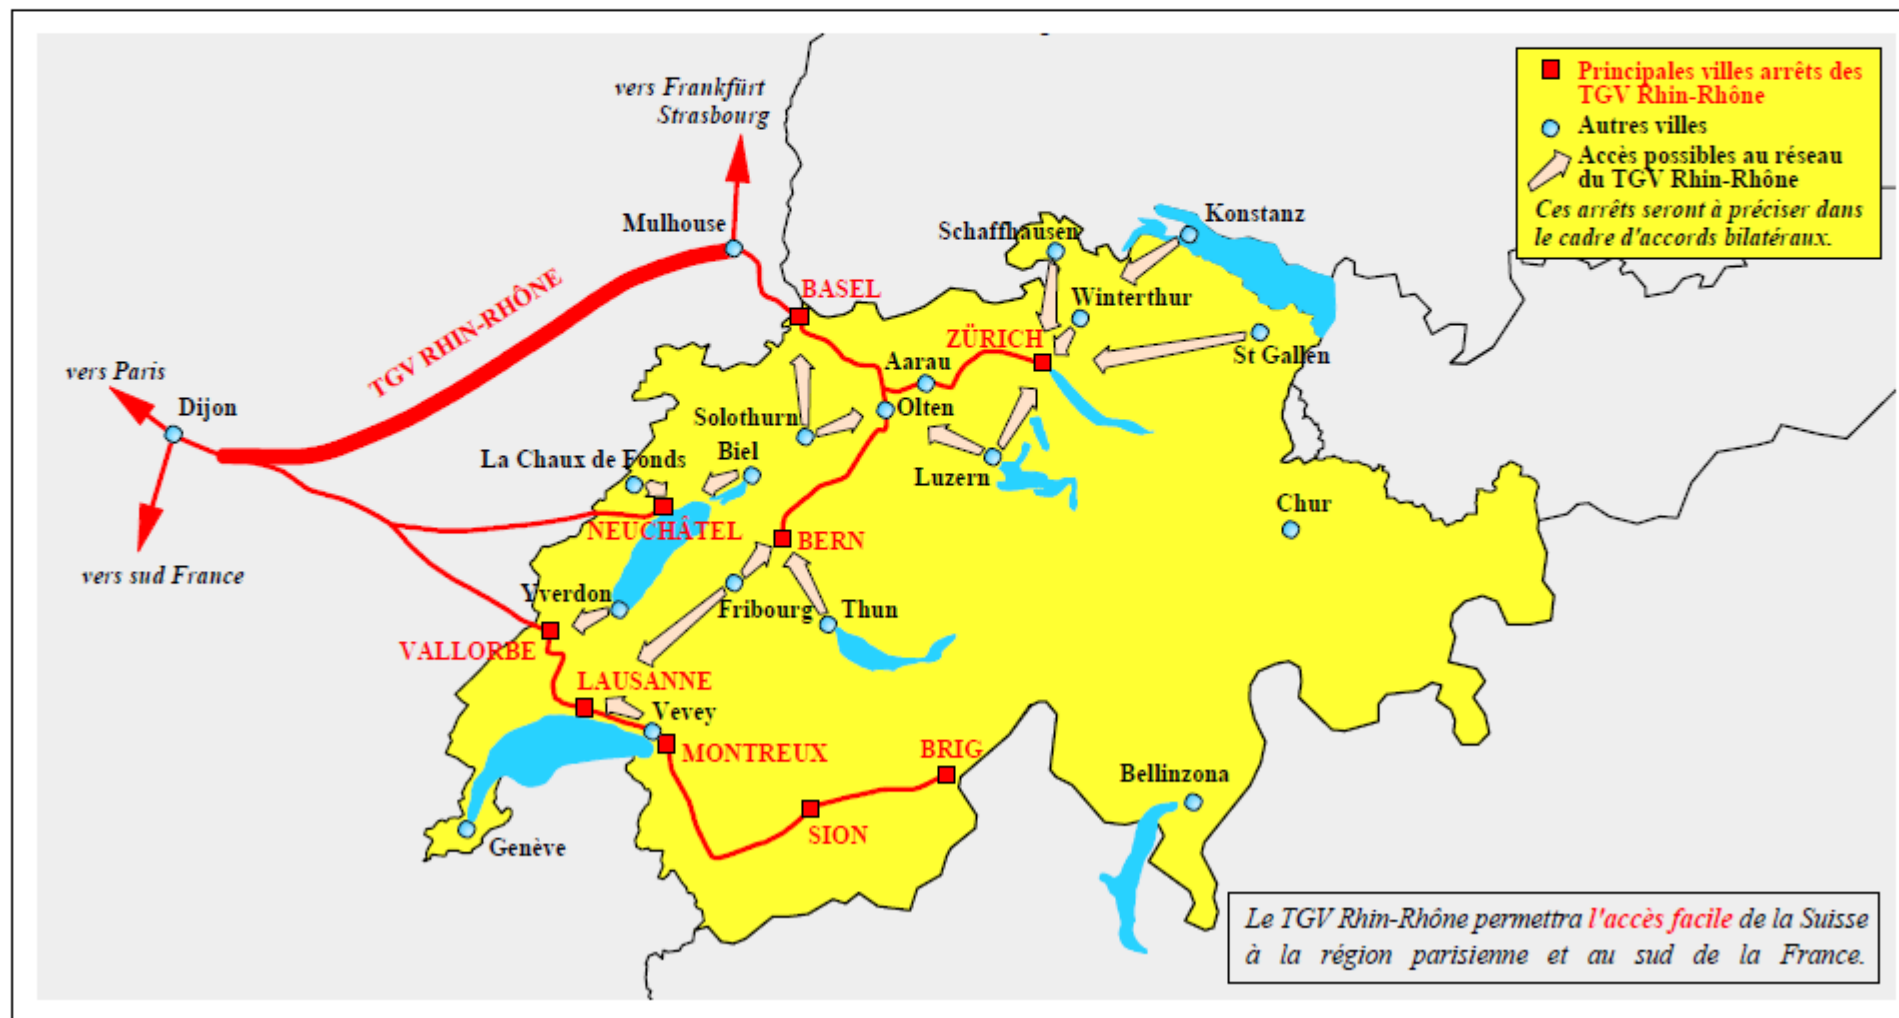 vers Frankfürt
Strasbourg
Mulhouse
TGV RHIN-RHÔNE
BASEL
vers Paris
Dijon
vers sud France
Schaffhausen
Konstanz
Winterthur
ZÜRICH
St Gallen
Aarau
Olten
Solothurn
Biel
La Chaux de Fonds
Luzern
NEUCHÂTEL
BERN
Chur
Yverdon
Fribourg
Thun
VALLORBE
LAUSANNE
Vevey
MONTREUX
BRIG
SION
Genève
Bellinzona
Principales villes arrêts des
TGV Rhin-Rhône
Autres villes
Accès possibles au réseau
du TGV Rhin-Rhône
Ces arrêts seront à préciser dans
le cadre d'accords bilatéraux.
Le TGV Rhin-Rhône permettra l'accès facile de la Suisse
à la région parisienne et au sud de la France.